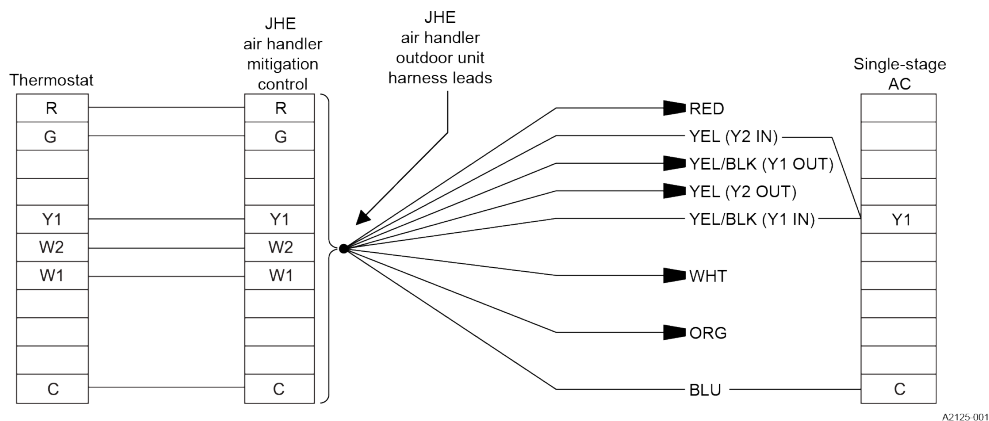 JHE
air handler
mitigation
control
JHE
air handler
outdoor unit
harness leads
Thermostat
Single-stage
AC
R
R
RED
G
G
YEL (Y2 IN)
YEL/BLK (Y1 OUT)
YEL (Y2 OUT)
Y1
Y1
YEL/BLK (Y1 IN)
Y1
W2
W2
W1
W1
WHT
ORG
C
C
BLU
C
A2125-001